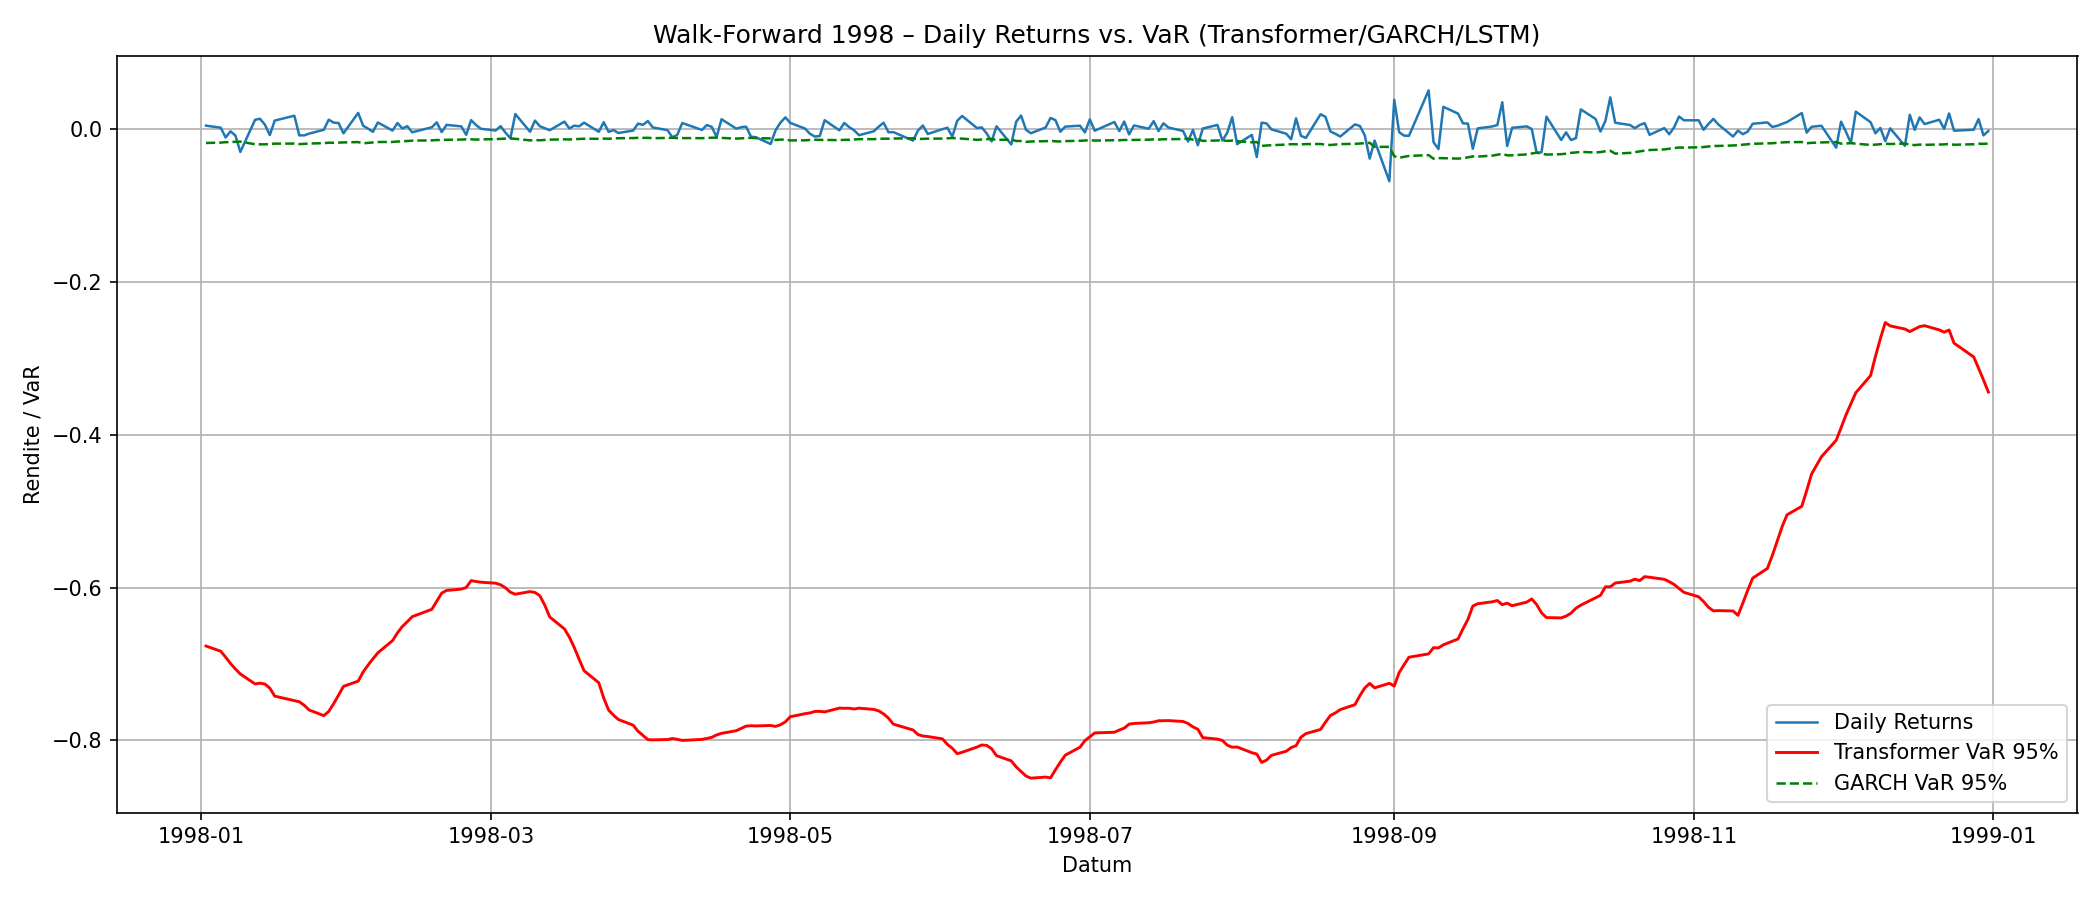 Walk-Forward 1998 – Daily Returns vs. VaR (Transformer/GARCH/LSTM)
Rendite / VaR
0.0
−0.2
−0.4
−0.6
−0.8
Daily Returns
Transformer VaR 95%
GARCH VaR 95%
1998-01 1998-03 1998-05 1998-07 1998-09 1998-11 1999-01
Datum